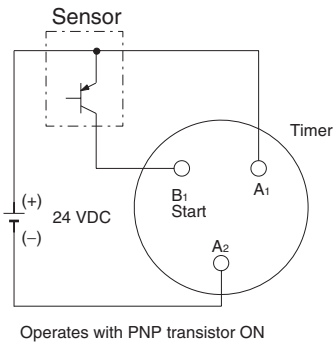 Sensor
Timer
B1
Start
A1
(+)
24 VDC
(−)
A2
Operates with PNP transistor ON